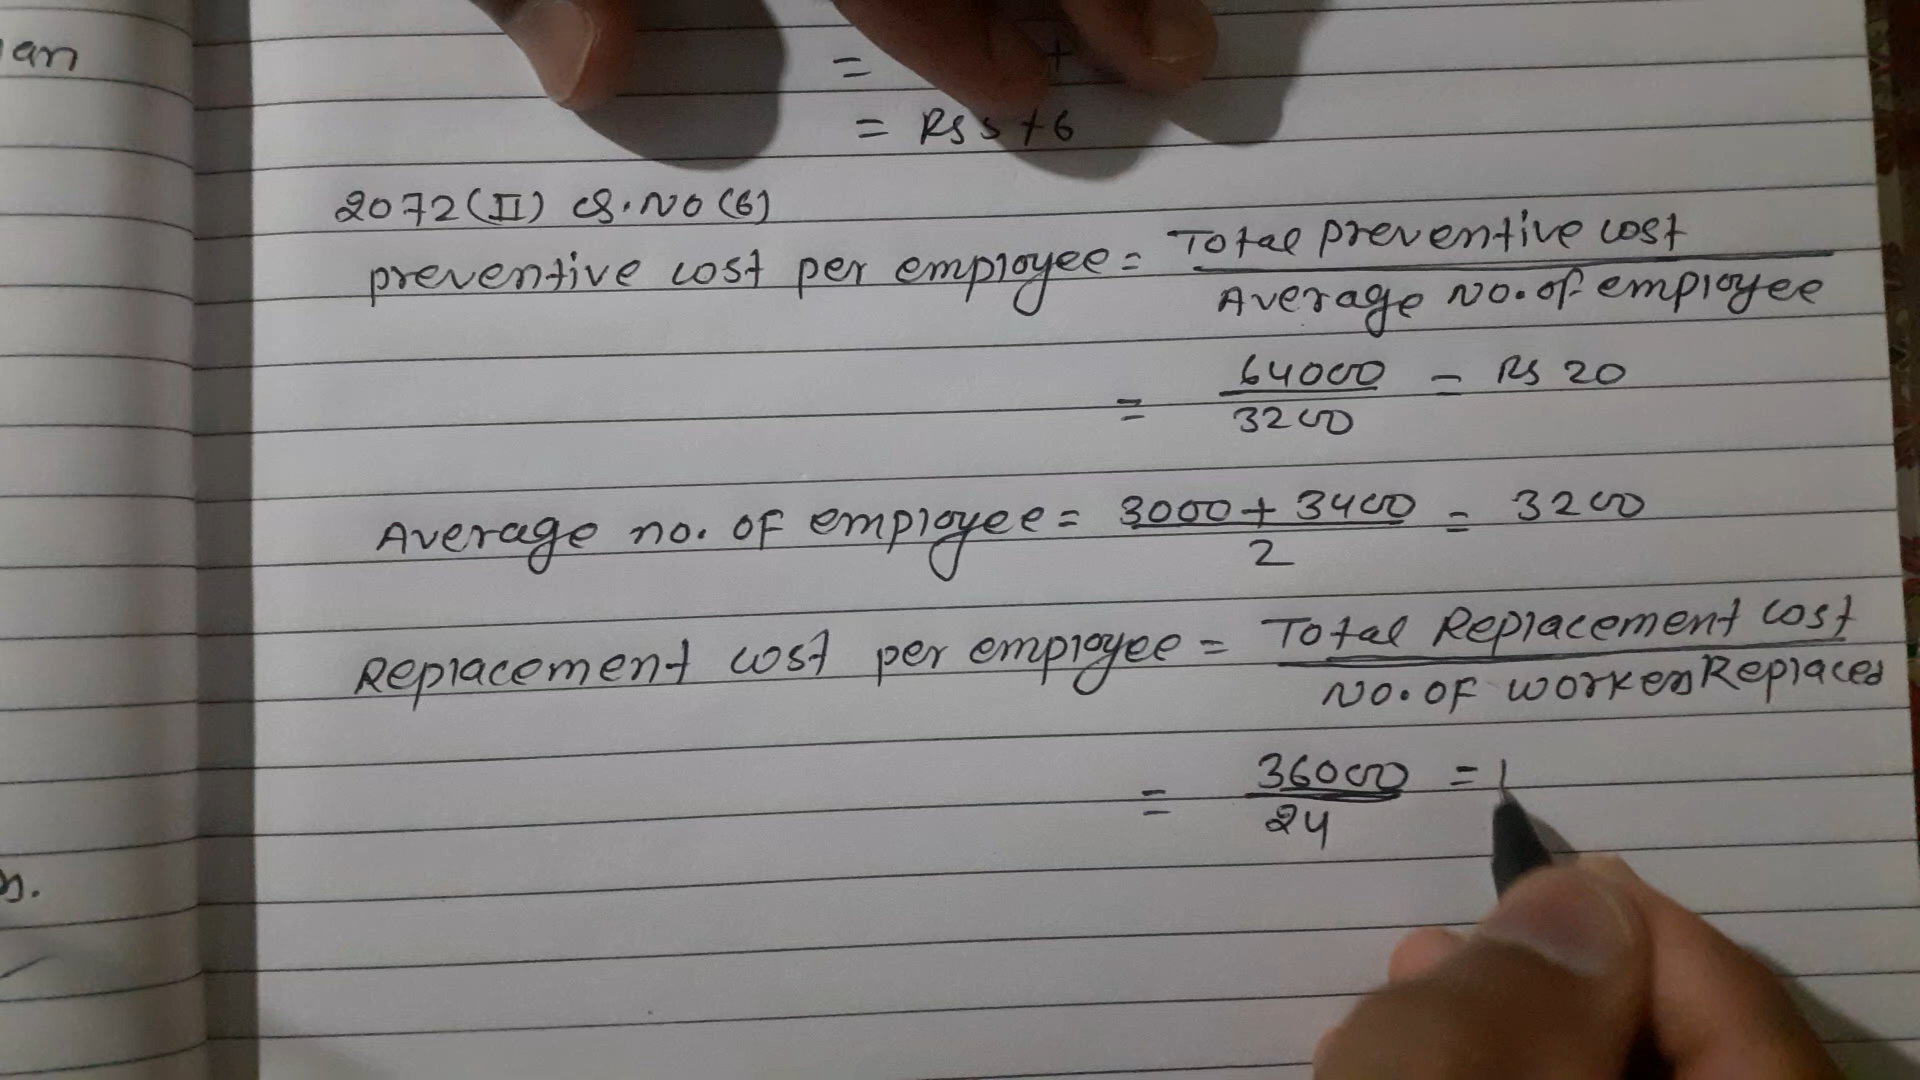 an
= +
= Rs 5+6
2072 (II) Q.NO (6)
preventive cost per employee = Total preventive cost
Average NO. of employee
= 64000 = RS 20
3200
Average no. OF employee = 3000 + 3400 = 3200
2
Replacement cost per employee = Total Replacement cost
NO. OF workers Replaced
= 36000 = 1
24